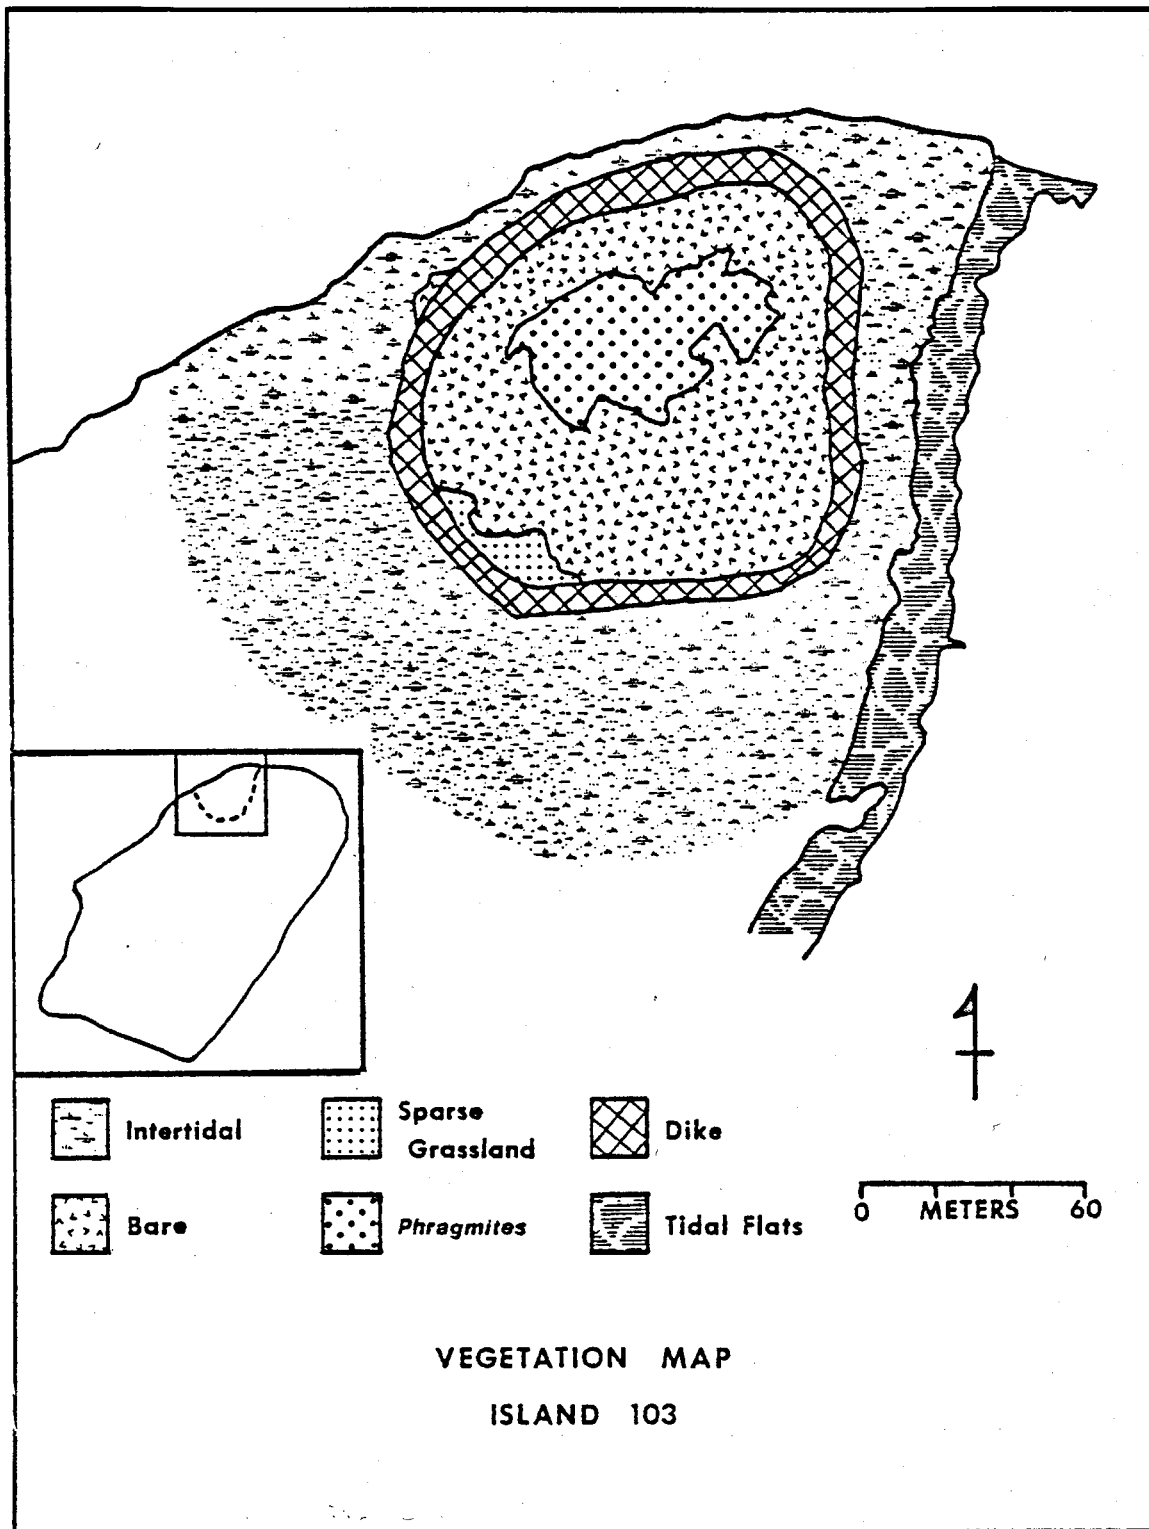 Intertidal
Sparse
Grassland
Dike
Bare
Phragmites
Tidal Flats
0 METERS 60
VEGETATION MAP
ISLAND 103